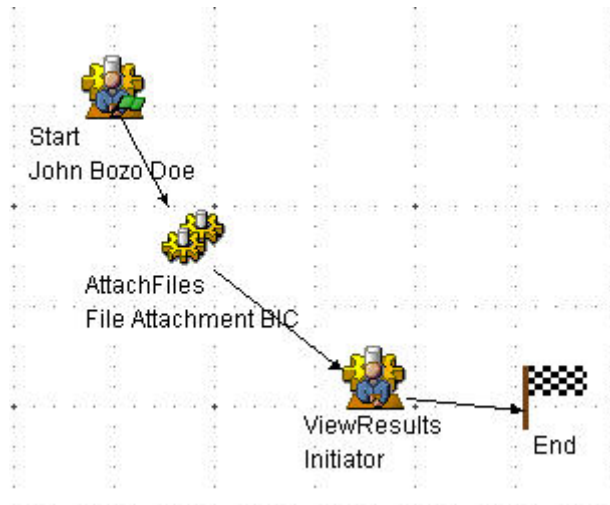 Start
John Bozo Doe
AttachFiles
File Attachment BIC
ViewResults
Initiator
End